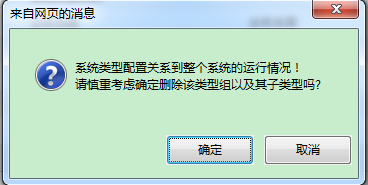 来自网页的消息
系统类型配置关系到整个系统的运行情况！
请慎重考虑确定删除该类型组以及其子类型吗?
确定
取消